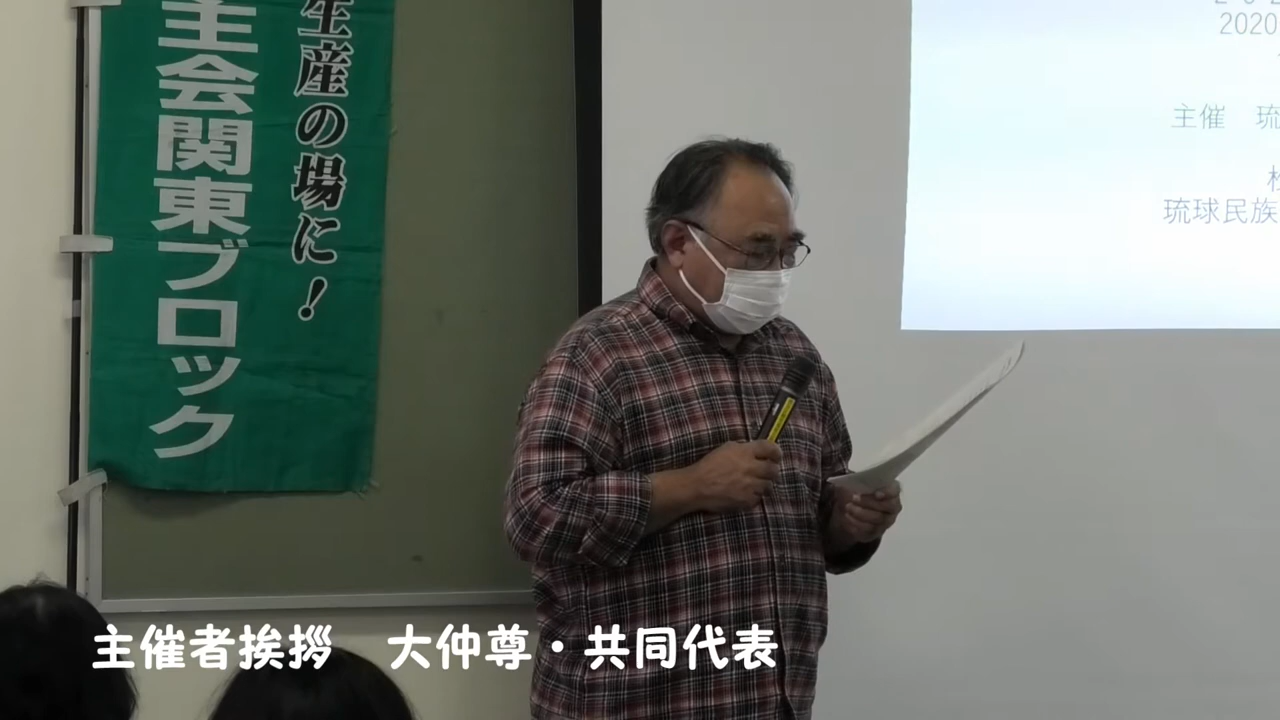 生産の場に！
主会関東ブロック
2020
主催　琉
琉球民族
主催者挨拶　大仲尊・共同代表